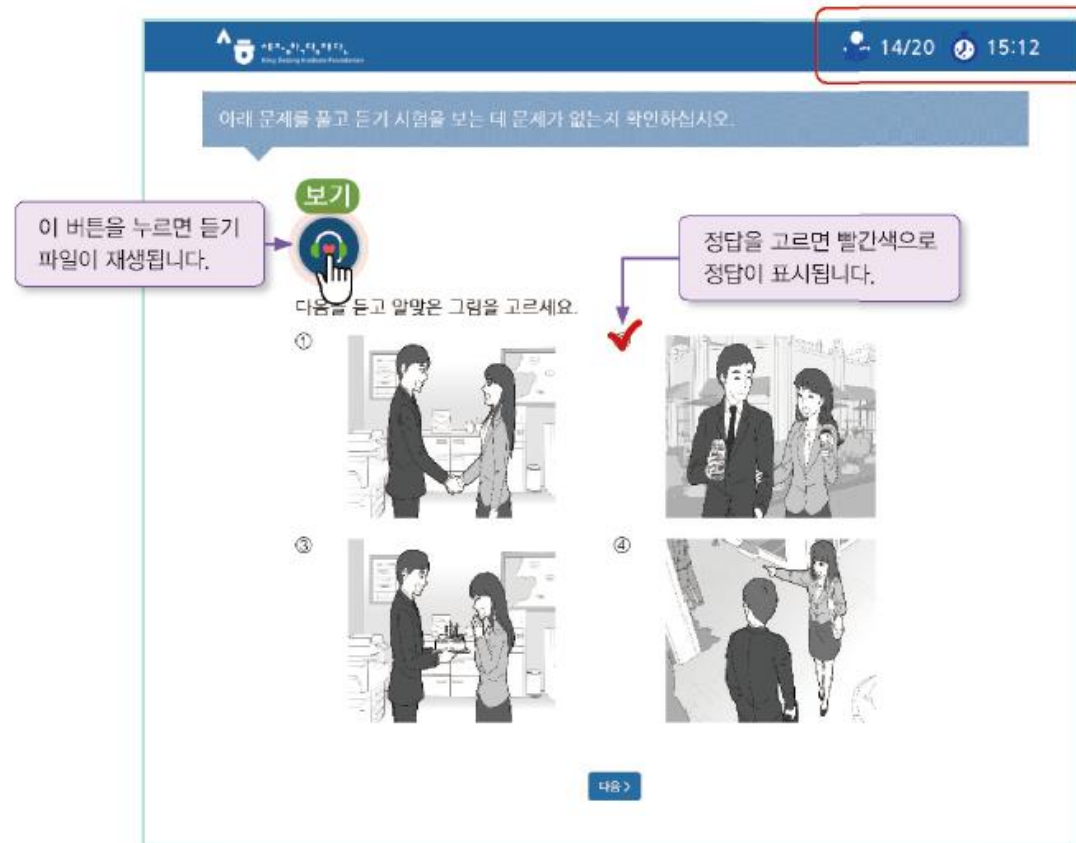 14/20 15:12
아래 문제를 풀고 듣기 시험을 보는 데 문제가 없는지 확인하십시오.
보기
이 버튼을 누르면 듣기
파일이 재생됩니다.
정답을 고르면 빨간색으로
정답이 표시됩니다.
다음을 듣고 알맞은 그림을 고르세요.
①
③
④
다음 >